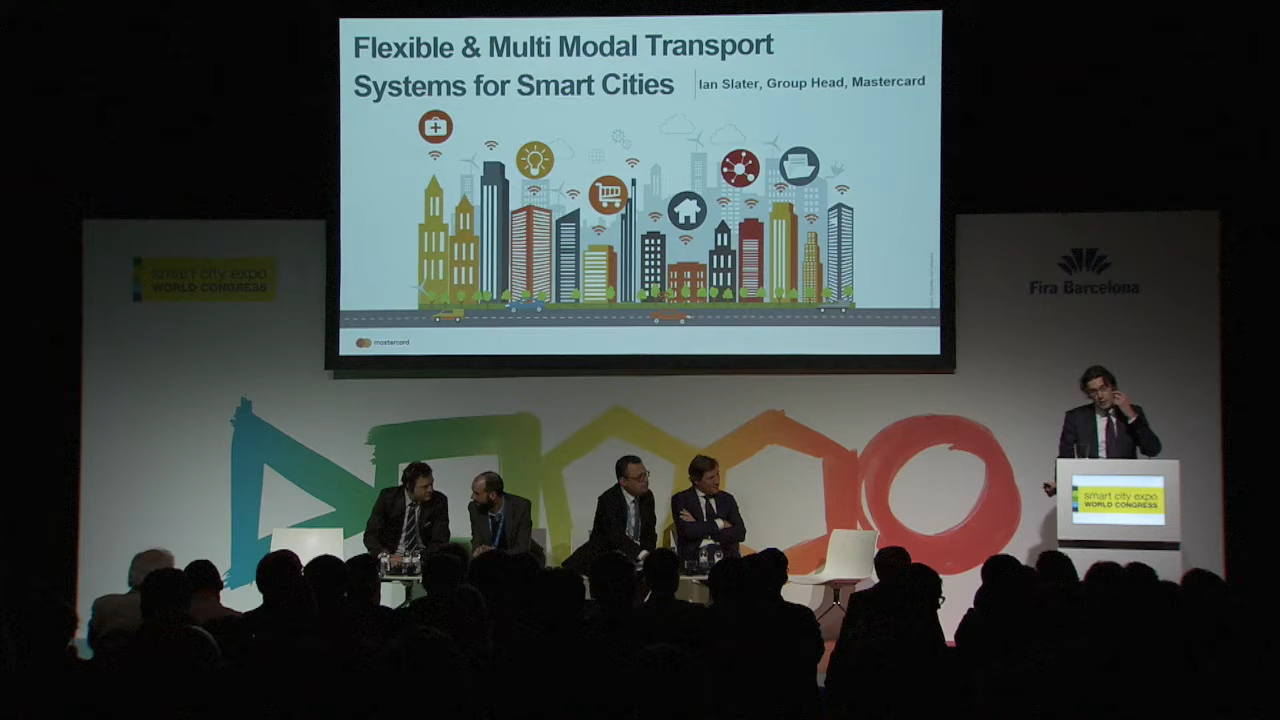 Flexible & Multi Modal Transport
Systems for Smart Cities
Ian Slater, Group Head, Mastercard
mastercard
smart city expo
WORLD CONGRESS
Fira Barcelona
smart city expo
WORLD CONGRESS